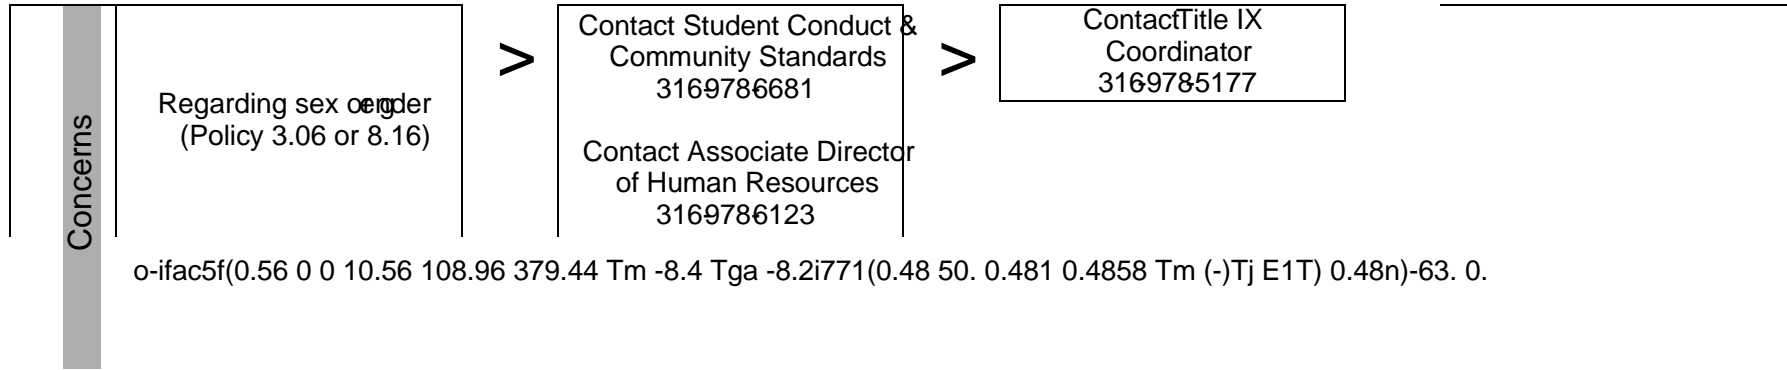 Concerns
Regarding sex or gender
(Policy 3.06 or 8.16)
>
Contact Student Conduct &
Community Standards
316-978-6681
Contact Associate Director
of Human Resources
316-978-6123
>
ContactTitle IX
Coordinator
316-978-5177
o-ifac5f(0.56 0 0 10.56 108.96 379.44 Tm -8.4 Tga -8.2i771(0.48 50. 0.481 0.4858 Tm (-)Tj E1T) 0.48n)-63. 0.